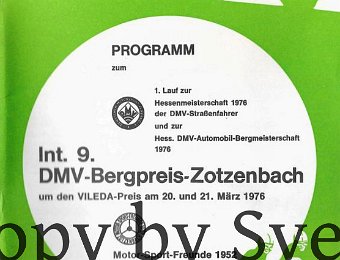 PROGRAMM
zum
1. Lauf zur
Hessenmeisterschaft 1976
der DMV-Straßenfahrer
und zur
Hess. DMV-Automobil-Bergmeisterschaft
1976
Int. 9.
DMV-Bergpreis-Zotzenbach
um den VILEDA-Preis am 20. und 21. März 1976
opy by Sve
Motor-Sport-Freunde 1952